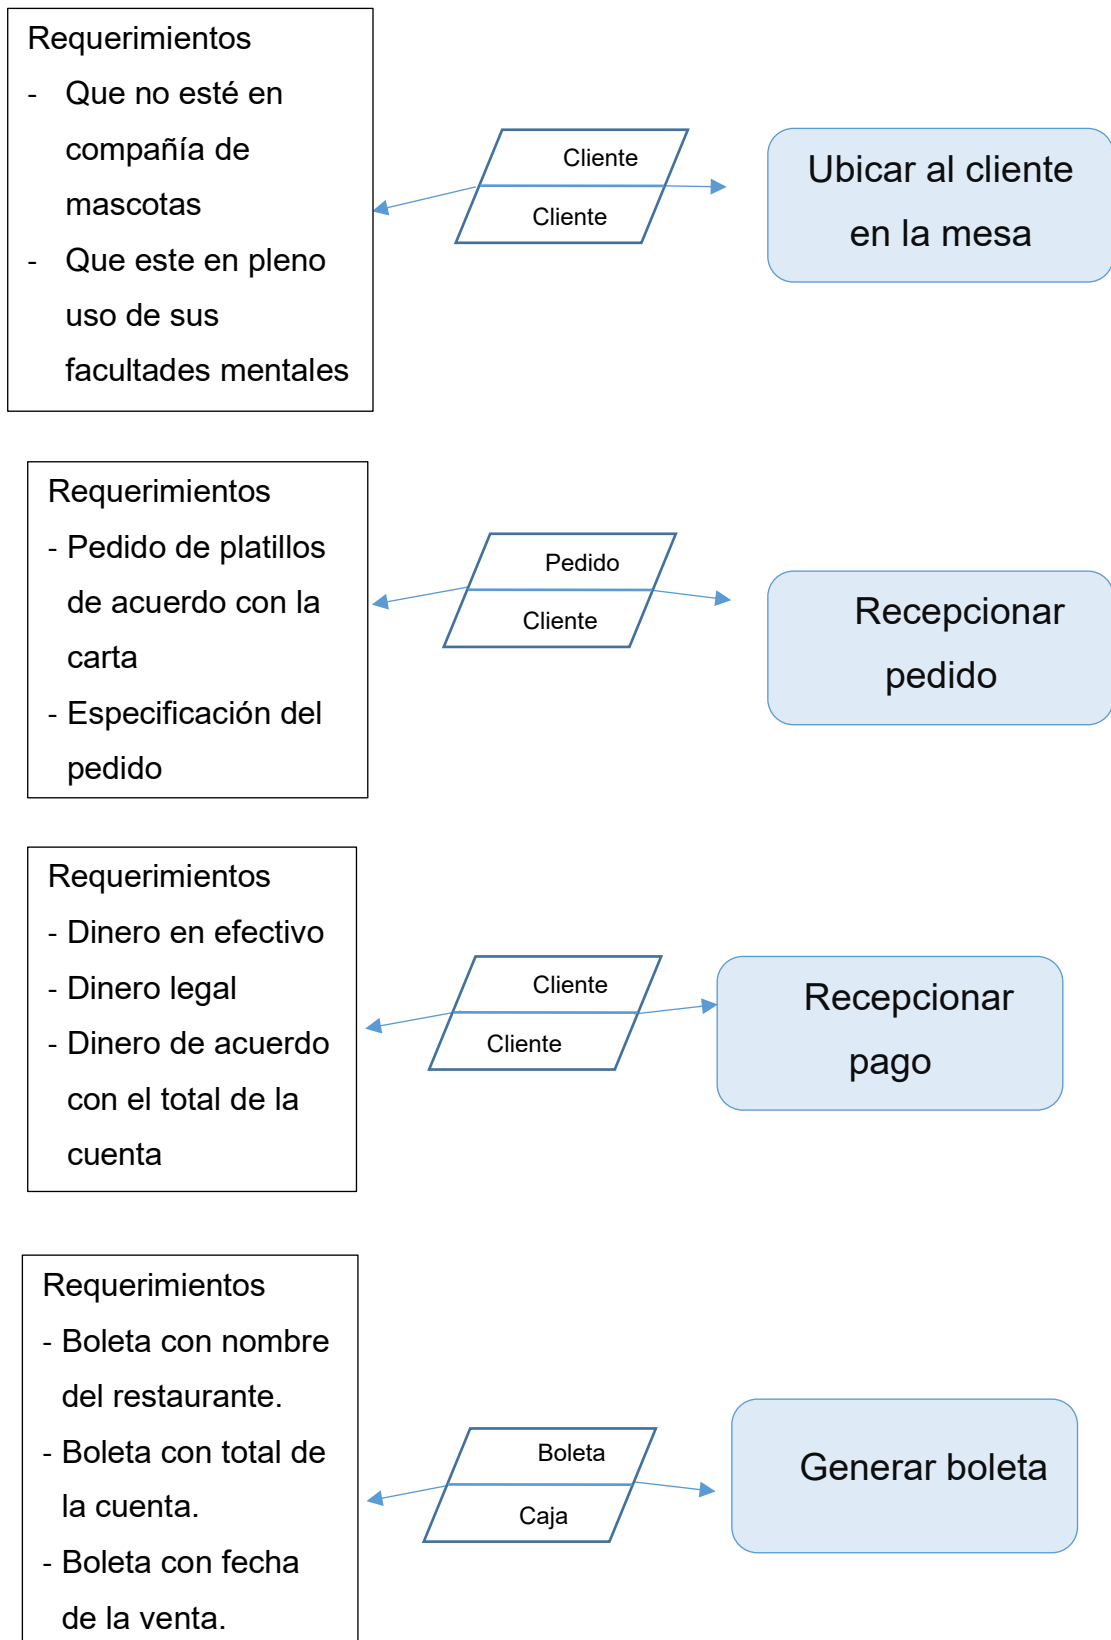 Requerimientos
- Que no esté en
compañía de
mascotas
- Que este en pleno
uso de sus
facultades mentales
Cliente
Cliente
Ubicar al cliente
en la mesa
Requerimientos
- Pedido de platillos
de acuerdo con la
carta
- Especificación del
pedido
Pedido
Cliente
Recepcionar
pedido
Requerimientos
- Dinero en efectivo
- Dinero legal
- Dinero de acuerdo
con el total de la
cuenta
Cliente
Cliente
Recepcionar
pago
Requerimientos
- Boleta con nombre
del restaurante.
- Boleta con total de
la cuenta.
- Boleta con fecha
de la venta.
Boleta
Caja
Generar boleta